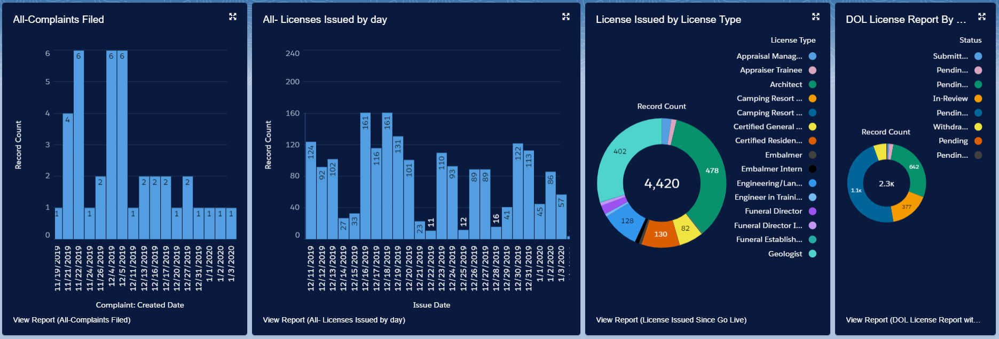 All-Complaints Filed
Record Count
6
5
4
3
2
1
0
1
4
6
1
2
6
6
1
2
2
2
1
2
1
1
1
1
11/19/2019
11/21/2019
11/22/2019
11/24/2019
11/26/2019
12/4/2019
12/5/2019
12/11/2019
12/13/2019
12/16/2019
12/17/2019
12/20/2019
12/27/2019
12/31/2019
1/1/2020
1/2/2020
1/3/2020
Complaint: Created Date
View Report (All-Complaints Filed)
All- Licenses Issued by day
Record Count
240
200
160
120
80
40
0
124
92
102
27
33
161
116
161
131
101
23
11
110
93
12
89
89
16
41
122
113
45
86
57
12/11/2019
12/12/2019
12/13/2019
12/14/2019
12/15/2019
12/16/2019
12/17/2019
12/18/2019
12/19/2019
12/20/2019
12/21/2019
12/22/2019
12/23/2019
12/24/2019
12/25/2019
12/26/2019
12/27/2019
12/28/2019
12/29/2019
12/30/2019
12/31/2019
1/1/2020
1/2/2020
1/3/2020
Issue Date
View Report (All- Licenses Issued by day)
License Issued by License Type
License Type
Appraisal Manag...
Appraiser Trainee
Architect
Camping Resort ...
Camping Resort ...
Certified General ...
Certified Residen...
Embalmer
Embalmer Intern
Engineering/Lan...
Engineer in Traini...
Funeral Director
Funeral Director I...
Funeral Establish...
Geologist
Record Count
402
478
4,420
128
130
82
View Report (License Issued Since Go Live)
DOL License Report By ...
Status
Submitt...
Pendin...
Pendin...
In-Review
Pendin...
Withdra...
Pending
Pendin...
Record Count
642
1.1K
2.3K
377
View Report (DOL License Report wit...